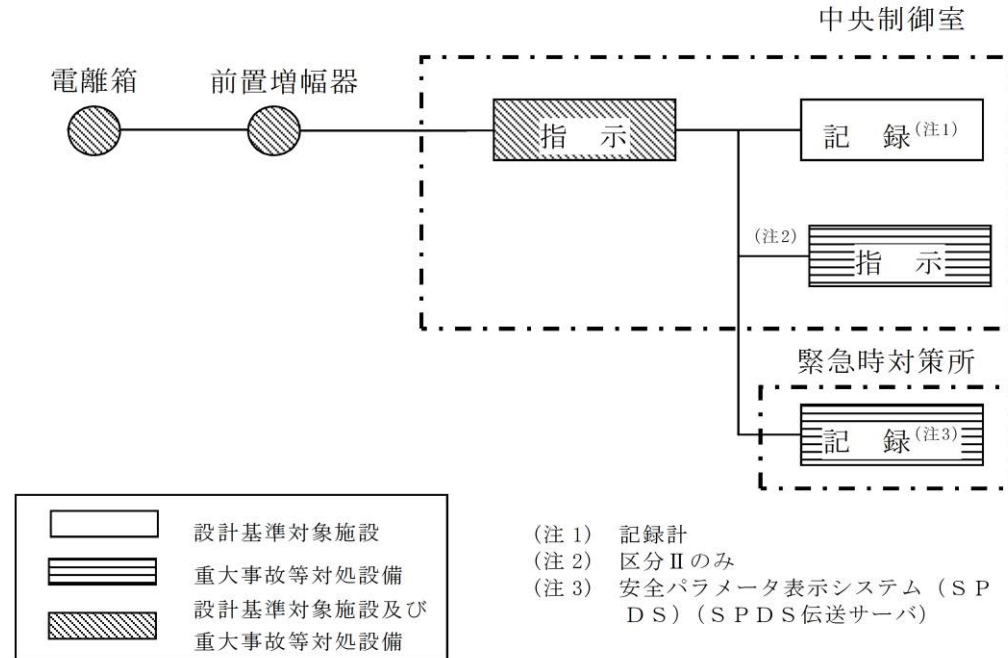 中央制御室
電離箱
前置増幅器
指 示
記 録(注1)
(注2)
指 示
緊急時対策所
記 録(注3)
設計基準対象施設
重大事故等対処設備
設計基準対象施設及び
重大事故等対処設備
(注 1) 記録計
(注 2) 区分Ⅱのみ
(注 3) 安全パラメータ表示システム(SP
DS)(SPDS伝送サーバ)